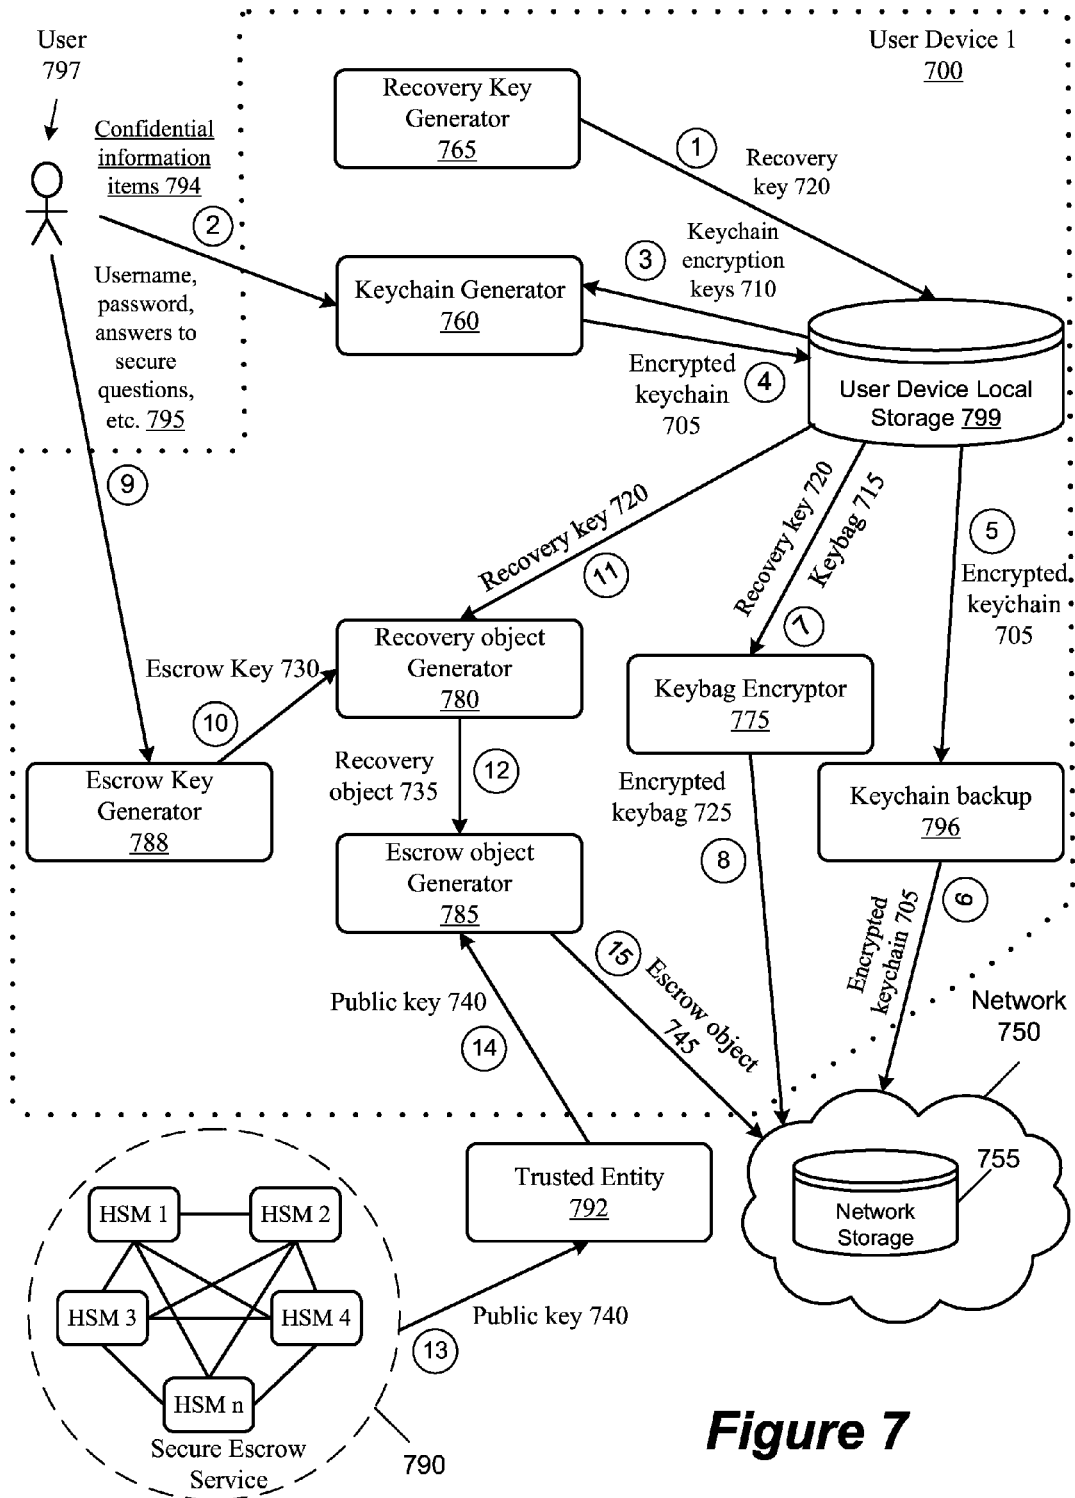 User
797
User Device 1
700
Recovery Key
Generator
765
Confidential
information
items 794
1
Recovery
key 720
2
Keychain
encryption
keys 710
3
Username,
password,
answers to
secure
questions,
etc. 795
Keychain Generator
760
Encrypted
keychain
705
4
User Device Local
Storage 799
9
Recovery key 720
11
Recovery key 720
Keybag 715
7
5
Encrypted
keychain
705
Escrow Key 730
10
Recovery object
Generator
780
Keybag Encryptor
775
Recovery
object 735
12
Encrypted
keybag 725
8
Escrow Key
Generator
788
Keychain backup
796
Escrow object
Generator
785
15
Escrow object
745
Encrypted
keychain 705
6
Public key 740
14
Network
750
Trusted Entity
792
755
Network
Storage
HSM 1
HSM 2
HSM 3
HSM 4
HSM n
Public key 740
13
Secure Escrow
Service
790
Figure 7